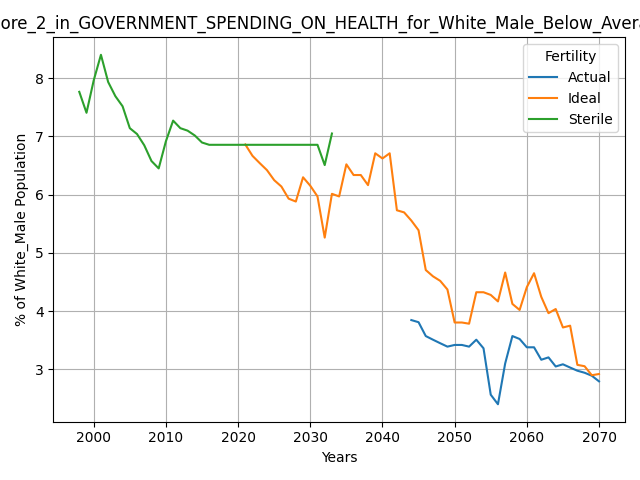 ore_2_in_GOVERNMENT_SPENDING_ON_HEALTH_for_White_Male_Below_Avera
Fertility
Actual
Ideal
Sterile
% of White_Male Population
8
7
6
5
4
3
2000 2010 2020 2030 2040 2050 2060 2070
Years